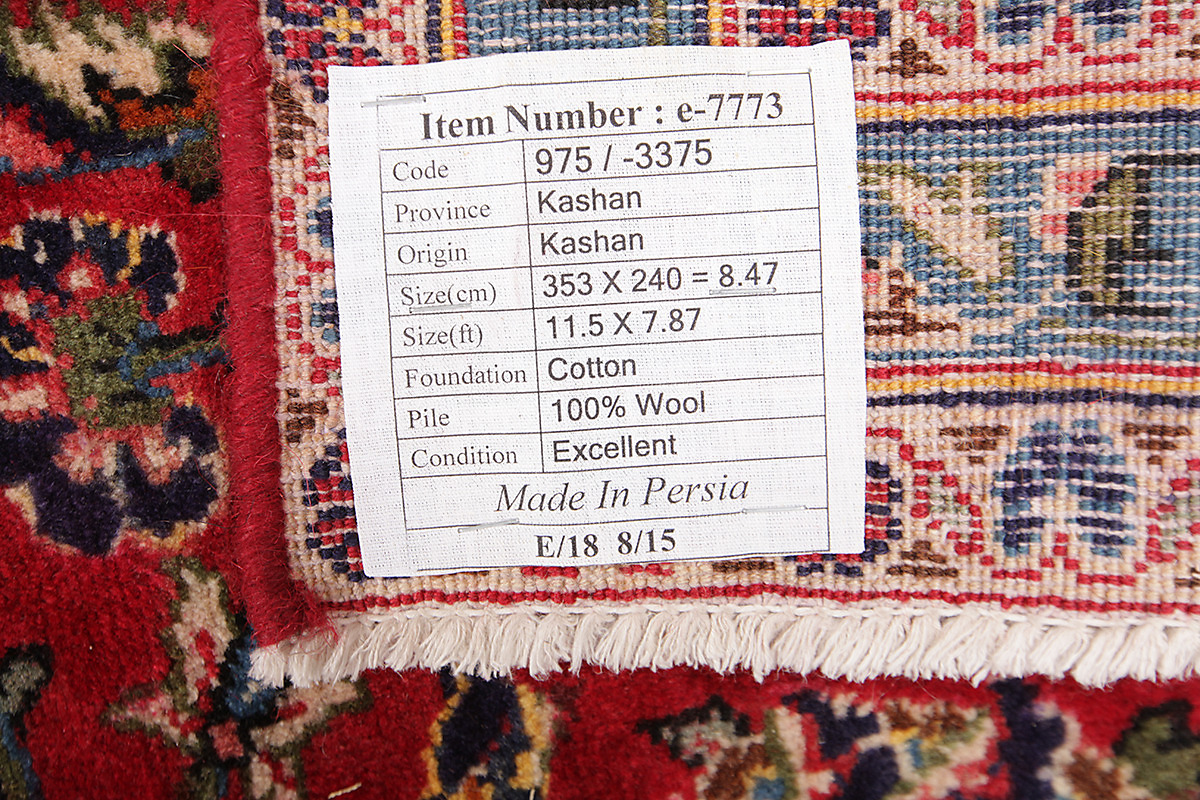 Item Number : e-7773
Code 975 / -3375
Province Kashan
Origin Kashan
Size(cm) 353 X 240 = 8.47
Size(ft) 11.5 X 7.87
Foundation Cotton
Pile 100% Wool
Condition Excellent
Made In Persia
E/18 8/15